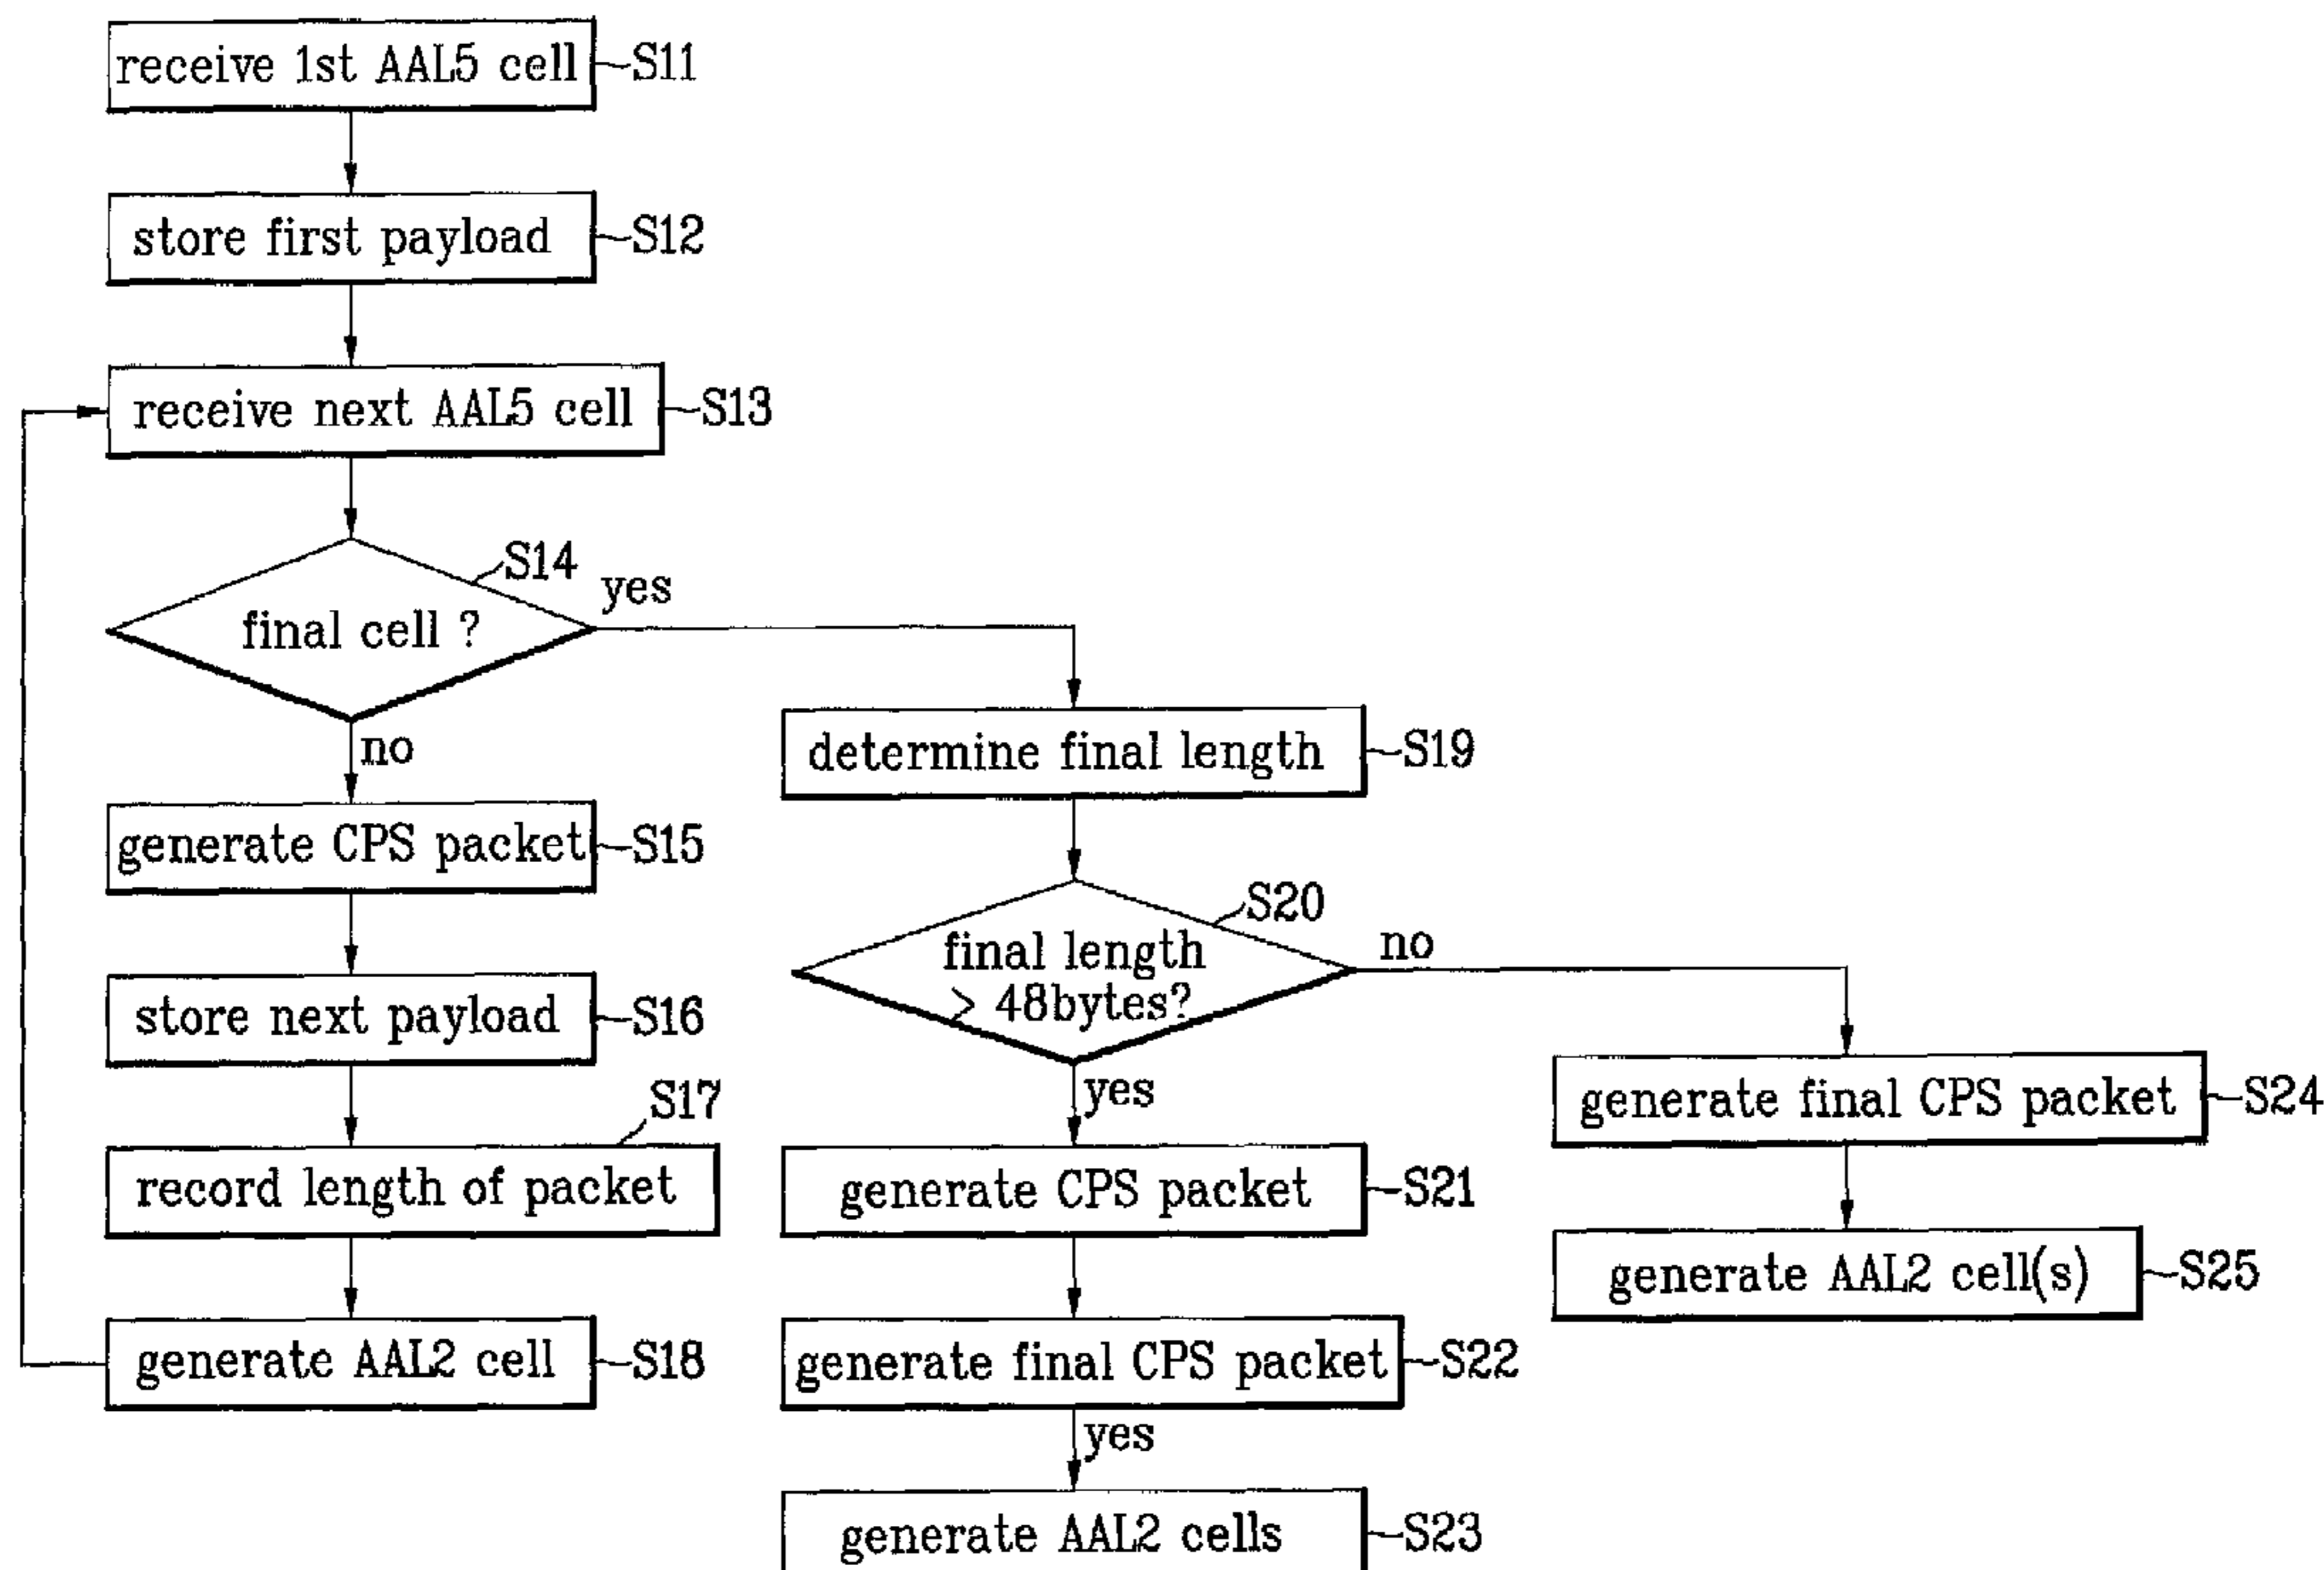 receive 1st AAL5 cell S11
store first payload S12
receive next AAL5 cell S13
S14
final cell ?
yes
no
generate CPS packet S15
store next payload S16
S17
record length of packet
generate AAL2 cell S18
determine final length S19
S20
final length
> 48bytes?
no
yes
generate CPS packet S21
generate final CPS packet S22
yes
generate AAL2 cells S23
generate final CPS packet S24
generate AAL2 cell(s) S25